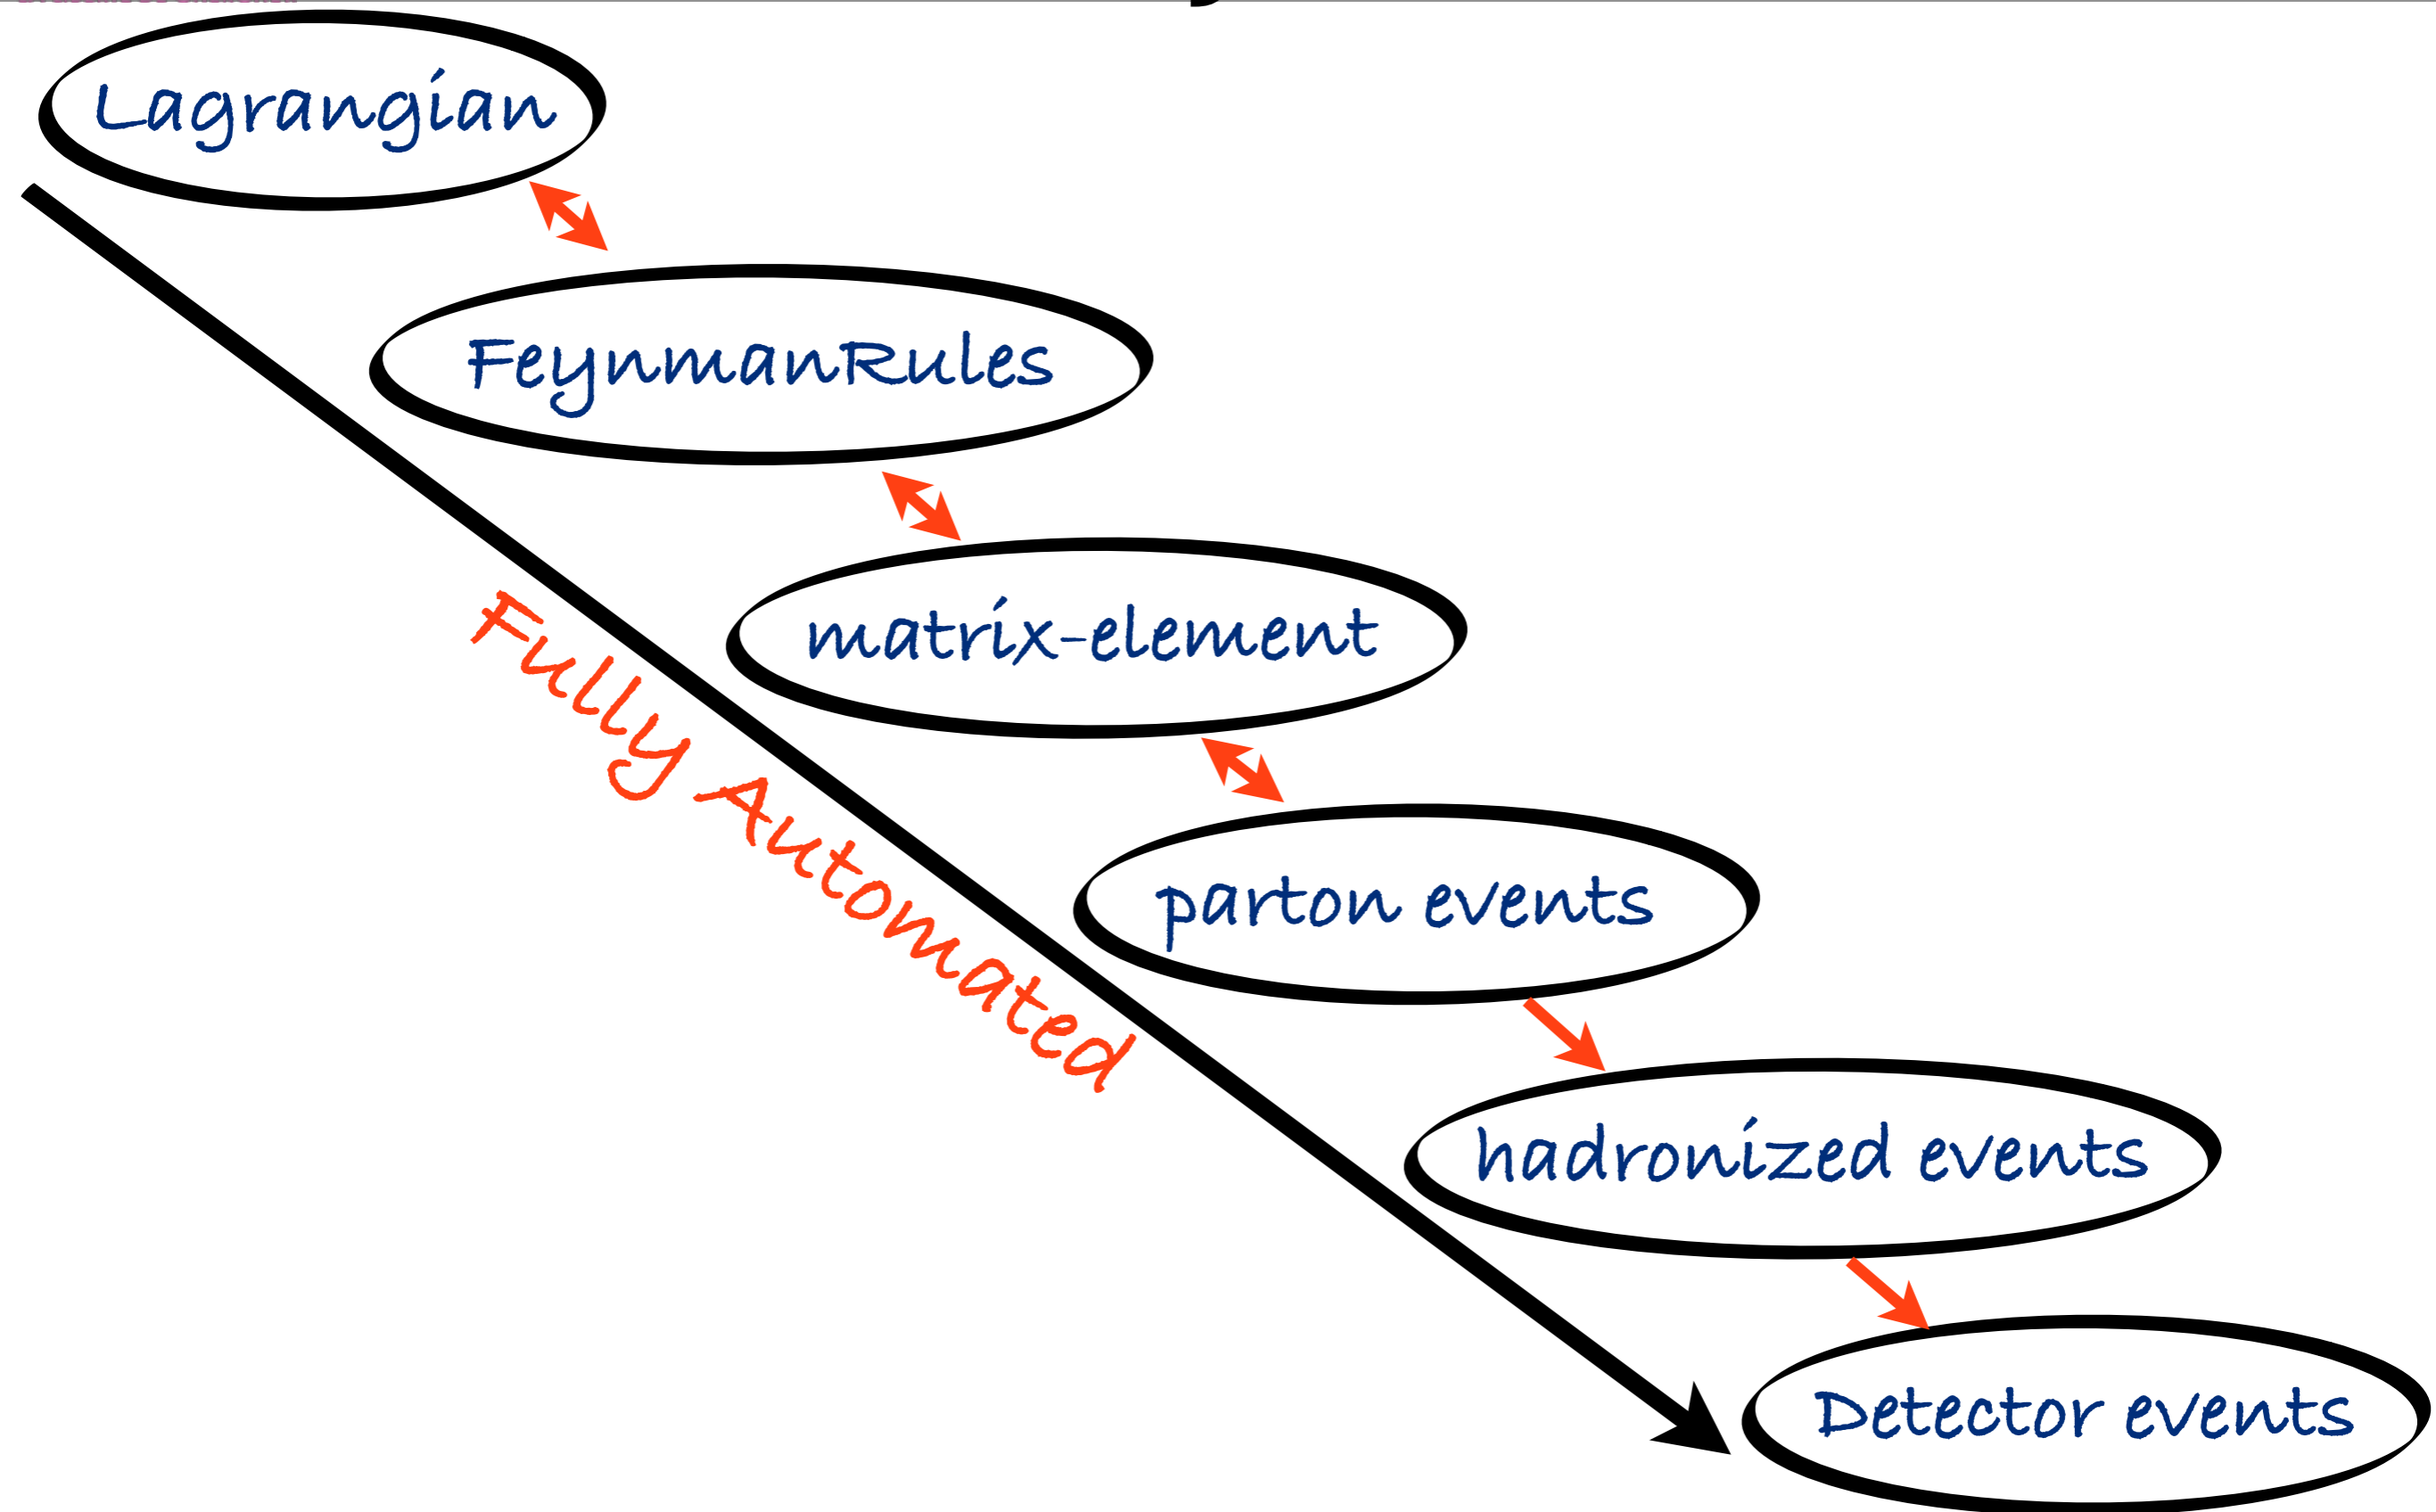 Lagrangian
FeynmanRules
matrix-element
Fully Automated
parton events
hadronized events
Detector events